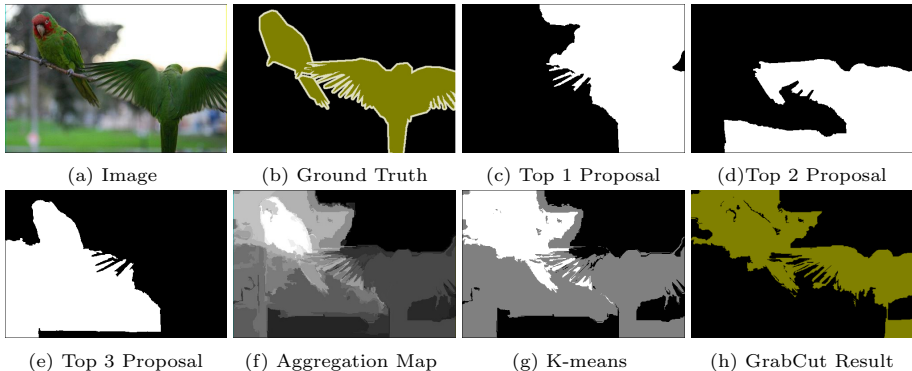 (a) Image
(b) Ground Truth
(c) Top 1 Proposal
(d)Top 2 Proposal
(e) Top 3 Proposal
(f) Aggregation Map
(g) K-means
(h) GrabCut Result